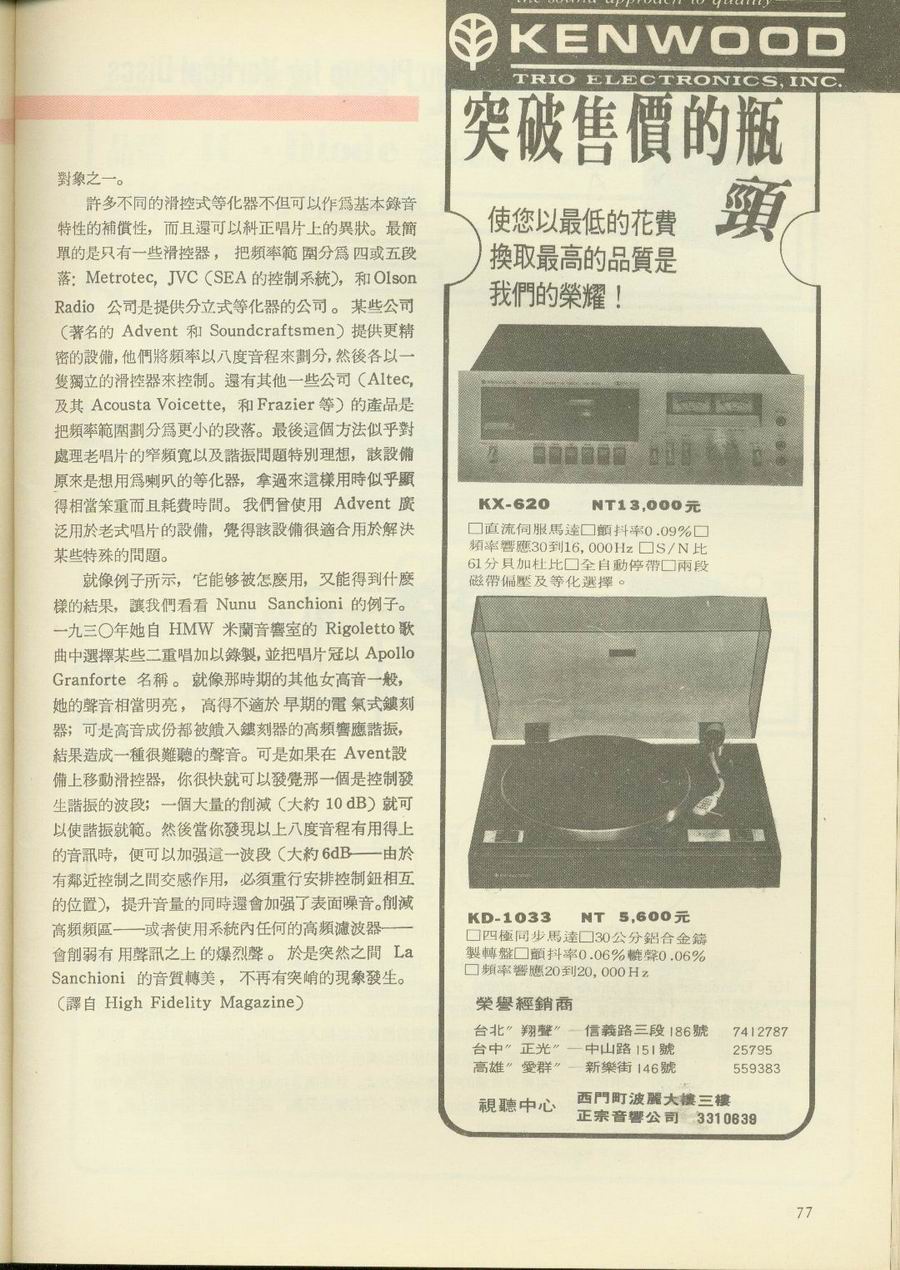 對象之一。
許多不同的滑控式等化器不但可以作爲基本錄音
特性的補償性，而且還可以糾正唱片上的異狀。最簡
單的是只有一些滑控器，把頻率範圍分爲四或五段
落：Metrotec, JVC（SEA 的控制系統），和Olson
Radio 公司是提供分立式等化器的公司。某些公司
（著名的 Advent 和 Soundcraftsmen）提供更精
密的設備，他們將頻率以八度音程來劃分，然後各以一
隻獨立的滑控器來控制。還有其他一些公司（Altec,
及其 Acousta Voicette, 和Frazier 等）的產品是
把頻率範圍劃分爲更小的段落。最後這個方法似乎對
處理老唱片的窄頻寬以及諧振問題特別理想，該設備
原來是想用爲喇叭的等化器，拿過來這樣用時似乎顯
得相當笨重而且耗費時間。我們曾使用 Advent 廣
泛用於老式唱片的設備，覺得該設備很適合用於解決
某些特殊的問題。
就像例子所示，它能够被怎麽用，又能得到什麽
樣的結果，讓我們看看 Nunu Sanchioni 的例子。
一九三〇年她自 HMW 米蘭音響室的 Rigoletto 歌
曲中選擇某些二重唱加以錄製，並把唱片冠以 Apollo
Granforte 名稱。就像那時期的其他女高音一般，
她的聲音相當明亮，高得不適於早期的電氣式鏤刻
器；可是高音成份都被饋入鏤刻器的高頻響應諧振，
結果造成一種很難聽的聲音。可是如果在 Avent設
備上移動滑控器，你很快就可以發覺那一個是控制發
生諧振的波段；一個大量的削減（大約 10 dB）就可
以使諧振就範。然後當你發現以上八度音程有用得上
的音訊時，便可以加强這一波段（大約 6dB——由於
有鄰近控制之間交感作用，必須重行安排控制鈕相互
的位置），提升音量的同時還會加强了表面噪音。削減
高頻頻區——或者使用系統內任何的高頻濾波器——
會削弱有用聲訊之上的爆烈聲。於是突然之間 La
Sanchioni 的音質轉美，不再有突峭的現象發生。
（譯自 High Fidelity Magazine）
the sound approach to quality
KENWOOD
TRIO ELECTRONICS, INC.
突破售價的瓶
頸
使您以最低的花費
換取最高的品質是
我們的榮耀！
KX-620 NT13,000元
□直流伺服馬達□顫抖率0.09%□
頻率響應30到16,000Hz □S/N比
61分貝加杜比□全自動停帶□兩段
磁帶偏壓及等化選擇。
KD-1033 NT 5,600元
□四極同步馬達□30公分鋁合金鑄
製轉盤□顫抖率0.06%轆聲0.06%
□頻率響應20到20,000Hz
榮譽經銷商
台北〞翔聲〞—信義路三段186號 7412787
台中〞正光〞—中山路151號 25795
高雄〞愛群〞—新樂街146號 559383
視聽中心 西門町波麗大樓三樓
正宗音響公司 3310639
77